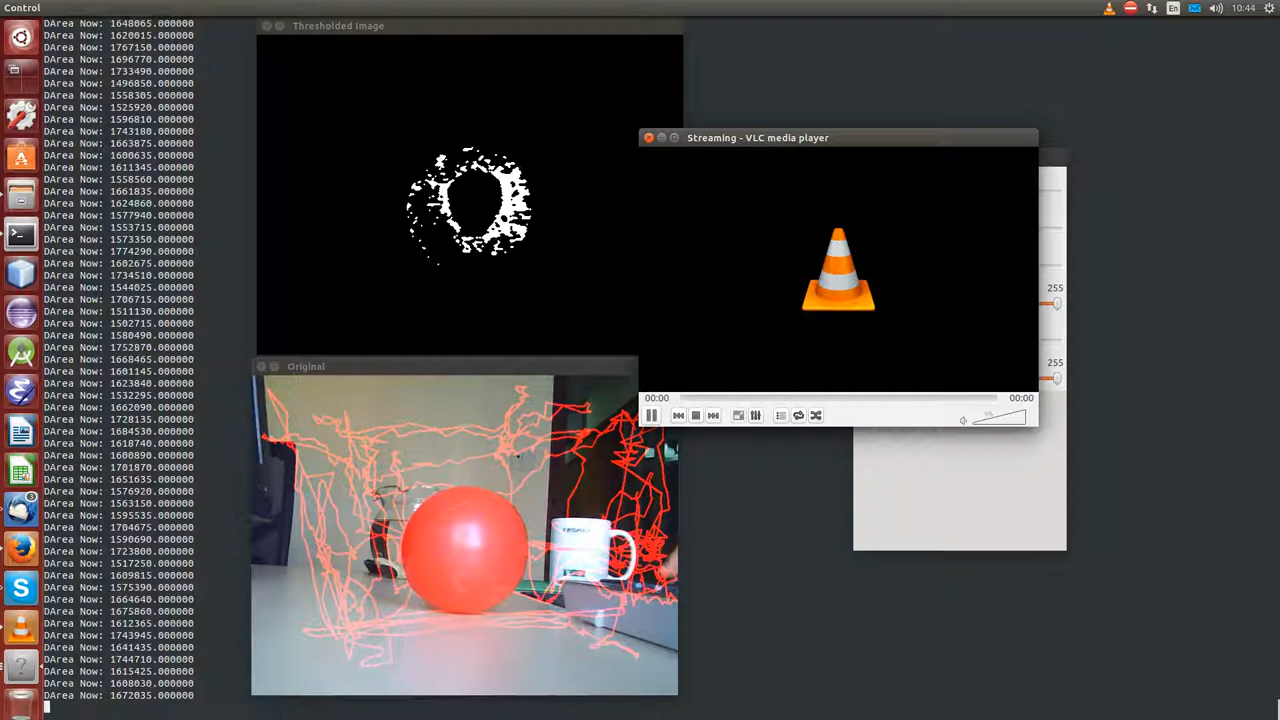 Control
En
10:44
DArea Now: 1648065.000000
DArea Now: 1620015.000000
DArea Now: 1767150.000000
DArea Now: 1696770.000000
DArea Now: 1733490.000000
DArea Now: 1496850.000000
DArea Now: 1558305.000000
DArea Now: 1525920.000000
DArea Now: 1596810.000000
DArea Now: 1743180.000000
DArea Now: 1663875.000000
DArea Now: 1600635.000000
DArea Now: 1611345.000000
DArea Now: 1558560.000000
DArea Now: 1661835.000000
DArea Now: 1624860.000000
DArea Now: 1577940.000000
DArea Now: 1553715.000000
DArea Now: 1573350.000000
DArea Now: 1774290.000000
DArea Now: 1602675.000000
DArea Now: 1734510.000000
DArea Now: 1544025.000000
DArea Now: 1706715.000000
DArea Now: 1511130.000000
DArea Now: 1502715.000000
DArea Now: 1580490.000000
DArea Now: 1752870.000000
DArea Now: 1668465.000000
DArea Now: 1601145.000000
DArea Now: 1623840.000000
DArea Now: 1532295.000000
DArea Now: 1662090.000000
DArea Now: 1728135.000000
DArea Now: 1684530.000000
DArea Now: 1618740.000000
DArea Now: 1600890.000000
DArea Now: 1701870.000000
DArea Now: 1651635.000000
DArea Now: 1576920.000000
DArea Now: 1563150.000000
DArea Now: 1595535.000000
DArea Now: 1704675.000000
DArea Now: 1590690.000000
DArea Now: 1723800.000000
DArea Now: 1517250.000000
DArea Now: 1609815.000000
DArea Now: 1575390.000000
DArea Now: 1664640.000000
DArea Now: 1675860.000000
DArea Now: 1612365.000000
DArea Now: 1743945.000000
DArea Now: 1671210.000000
DArea Now: 1744710.000000
DArea Now: 1615425.000000
DArea Now: 1608030.000000
DArea Now: 1672035.000000
Thresholded Image
Streaming - VLC media player
00:00
00:00
0%
255
255
Original